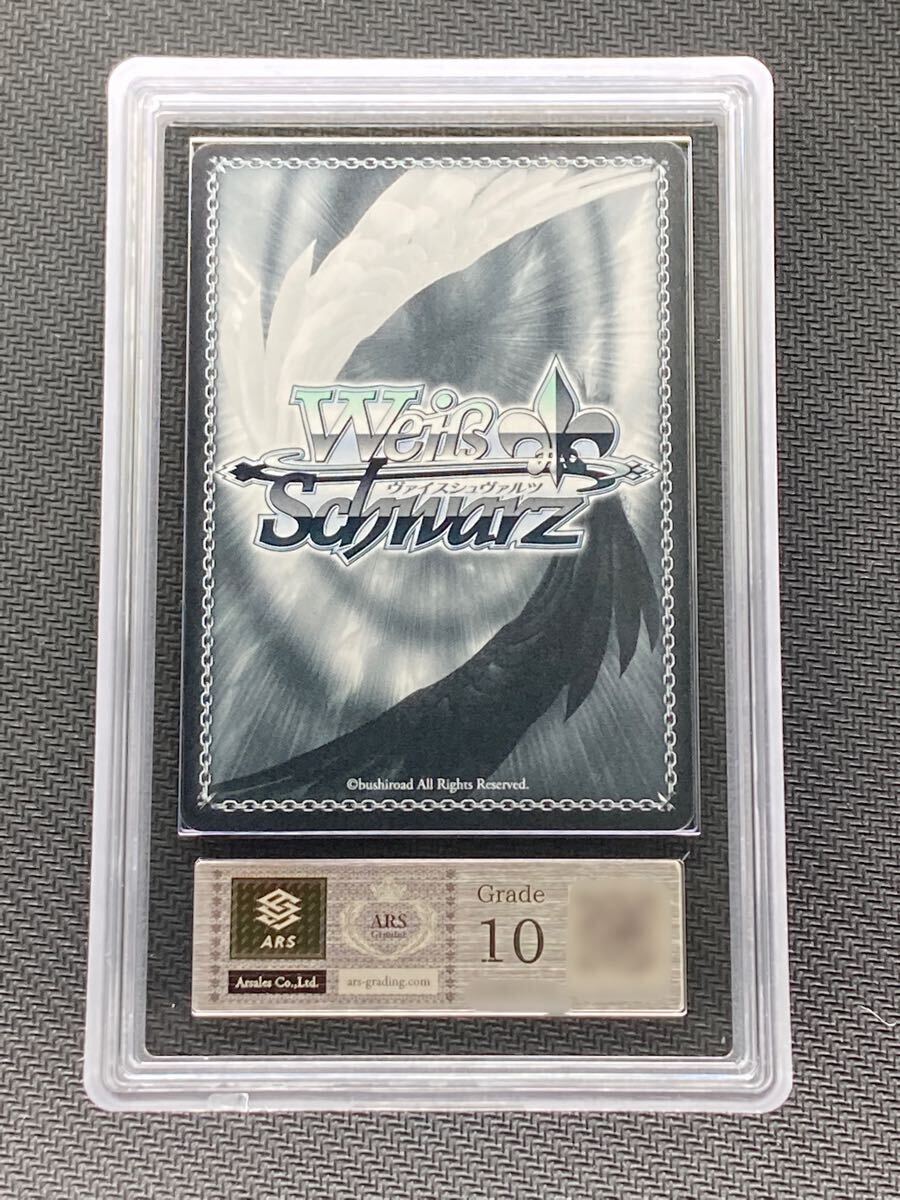 Weiß
ヴァイスシュヴァルツ
Schwarz
©bushiroad All Rights Reserved.
ARS
Arsales Co.,Ltd.
ARS
ars-grading.com
Grade
10